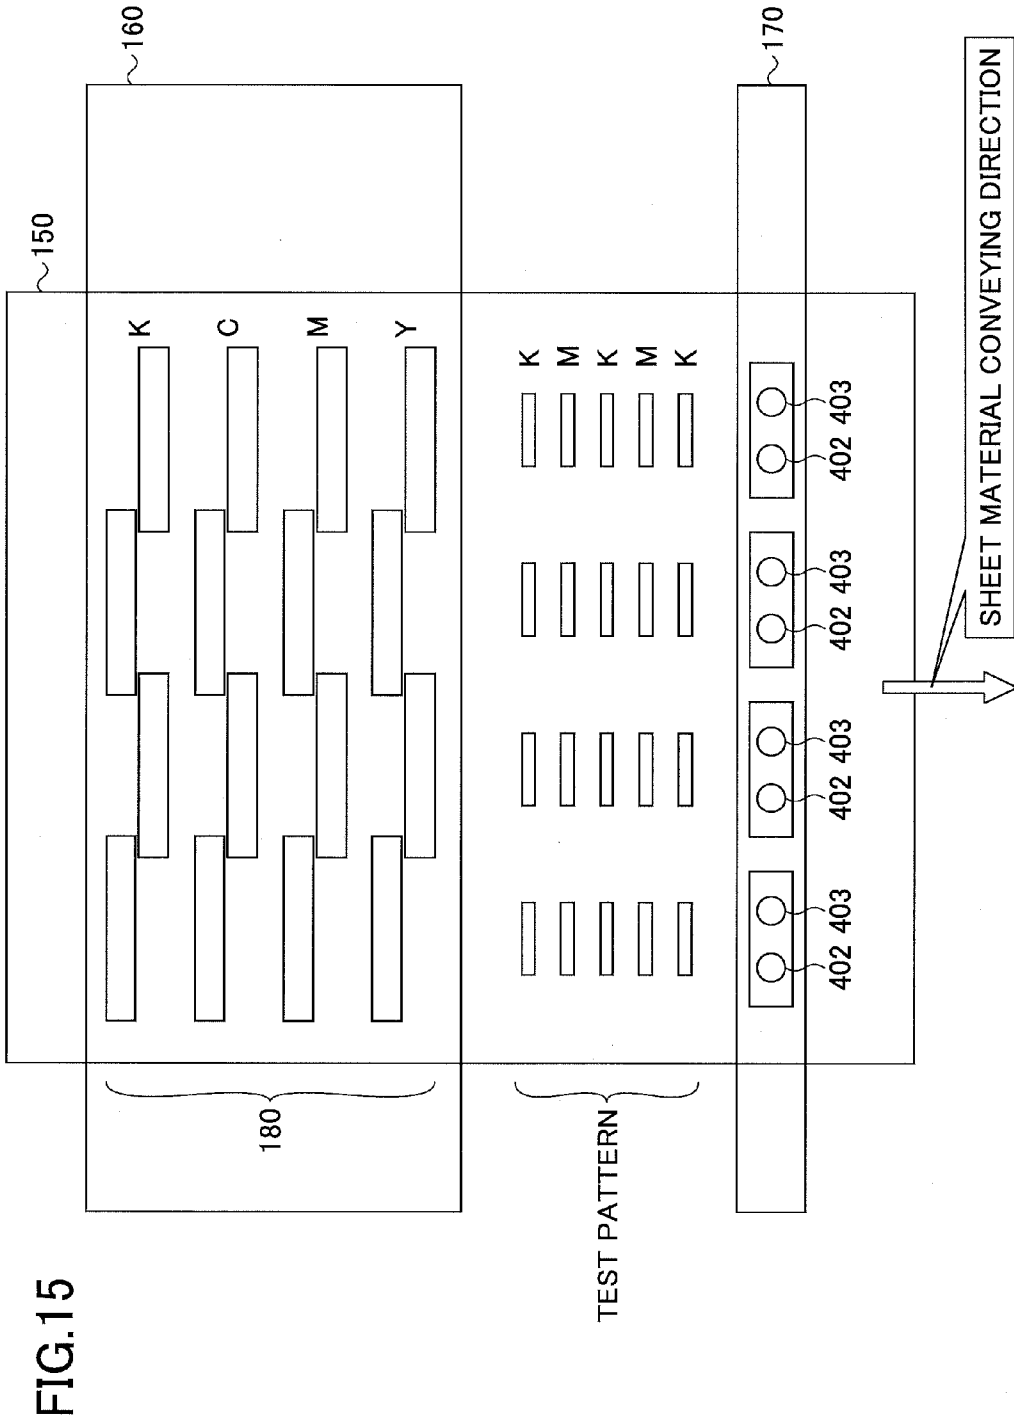 FIG.15
160
150
K
C
M
Y
180
K
M
K
M
K
TEST PATTERN
170
402 403
402 403
402 403
402 403
SHEET MATERIAL CONVEYING DIRECTION